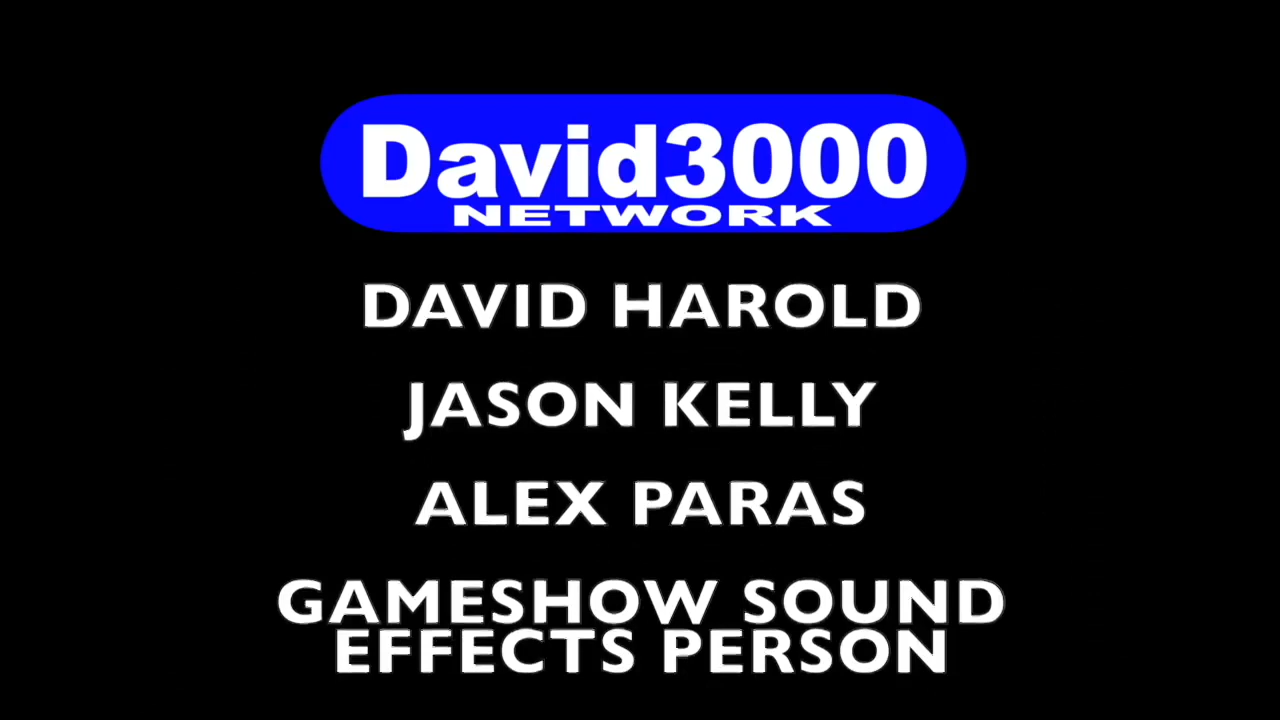 David3000
NETWORK
DAVID HAROLD
JASON KELLY
ALEX PARAS
GAMESHOW SOUND
EFFECTS PERSON